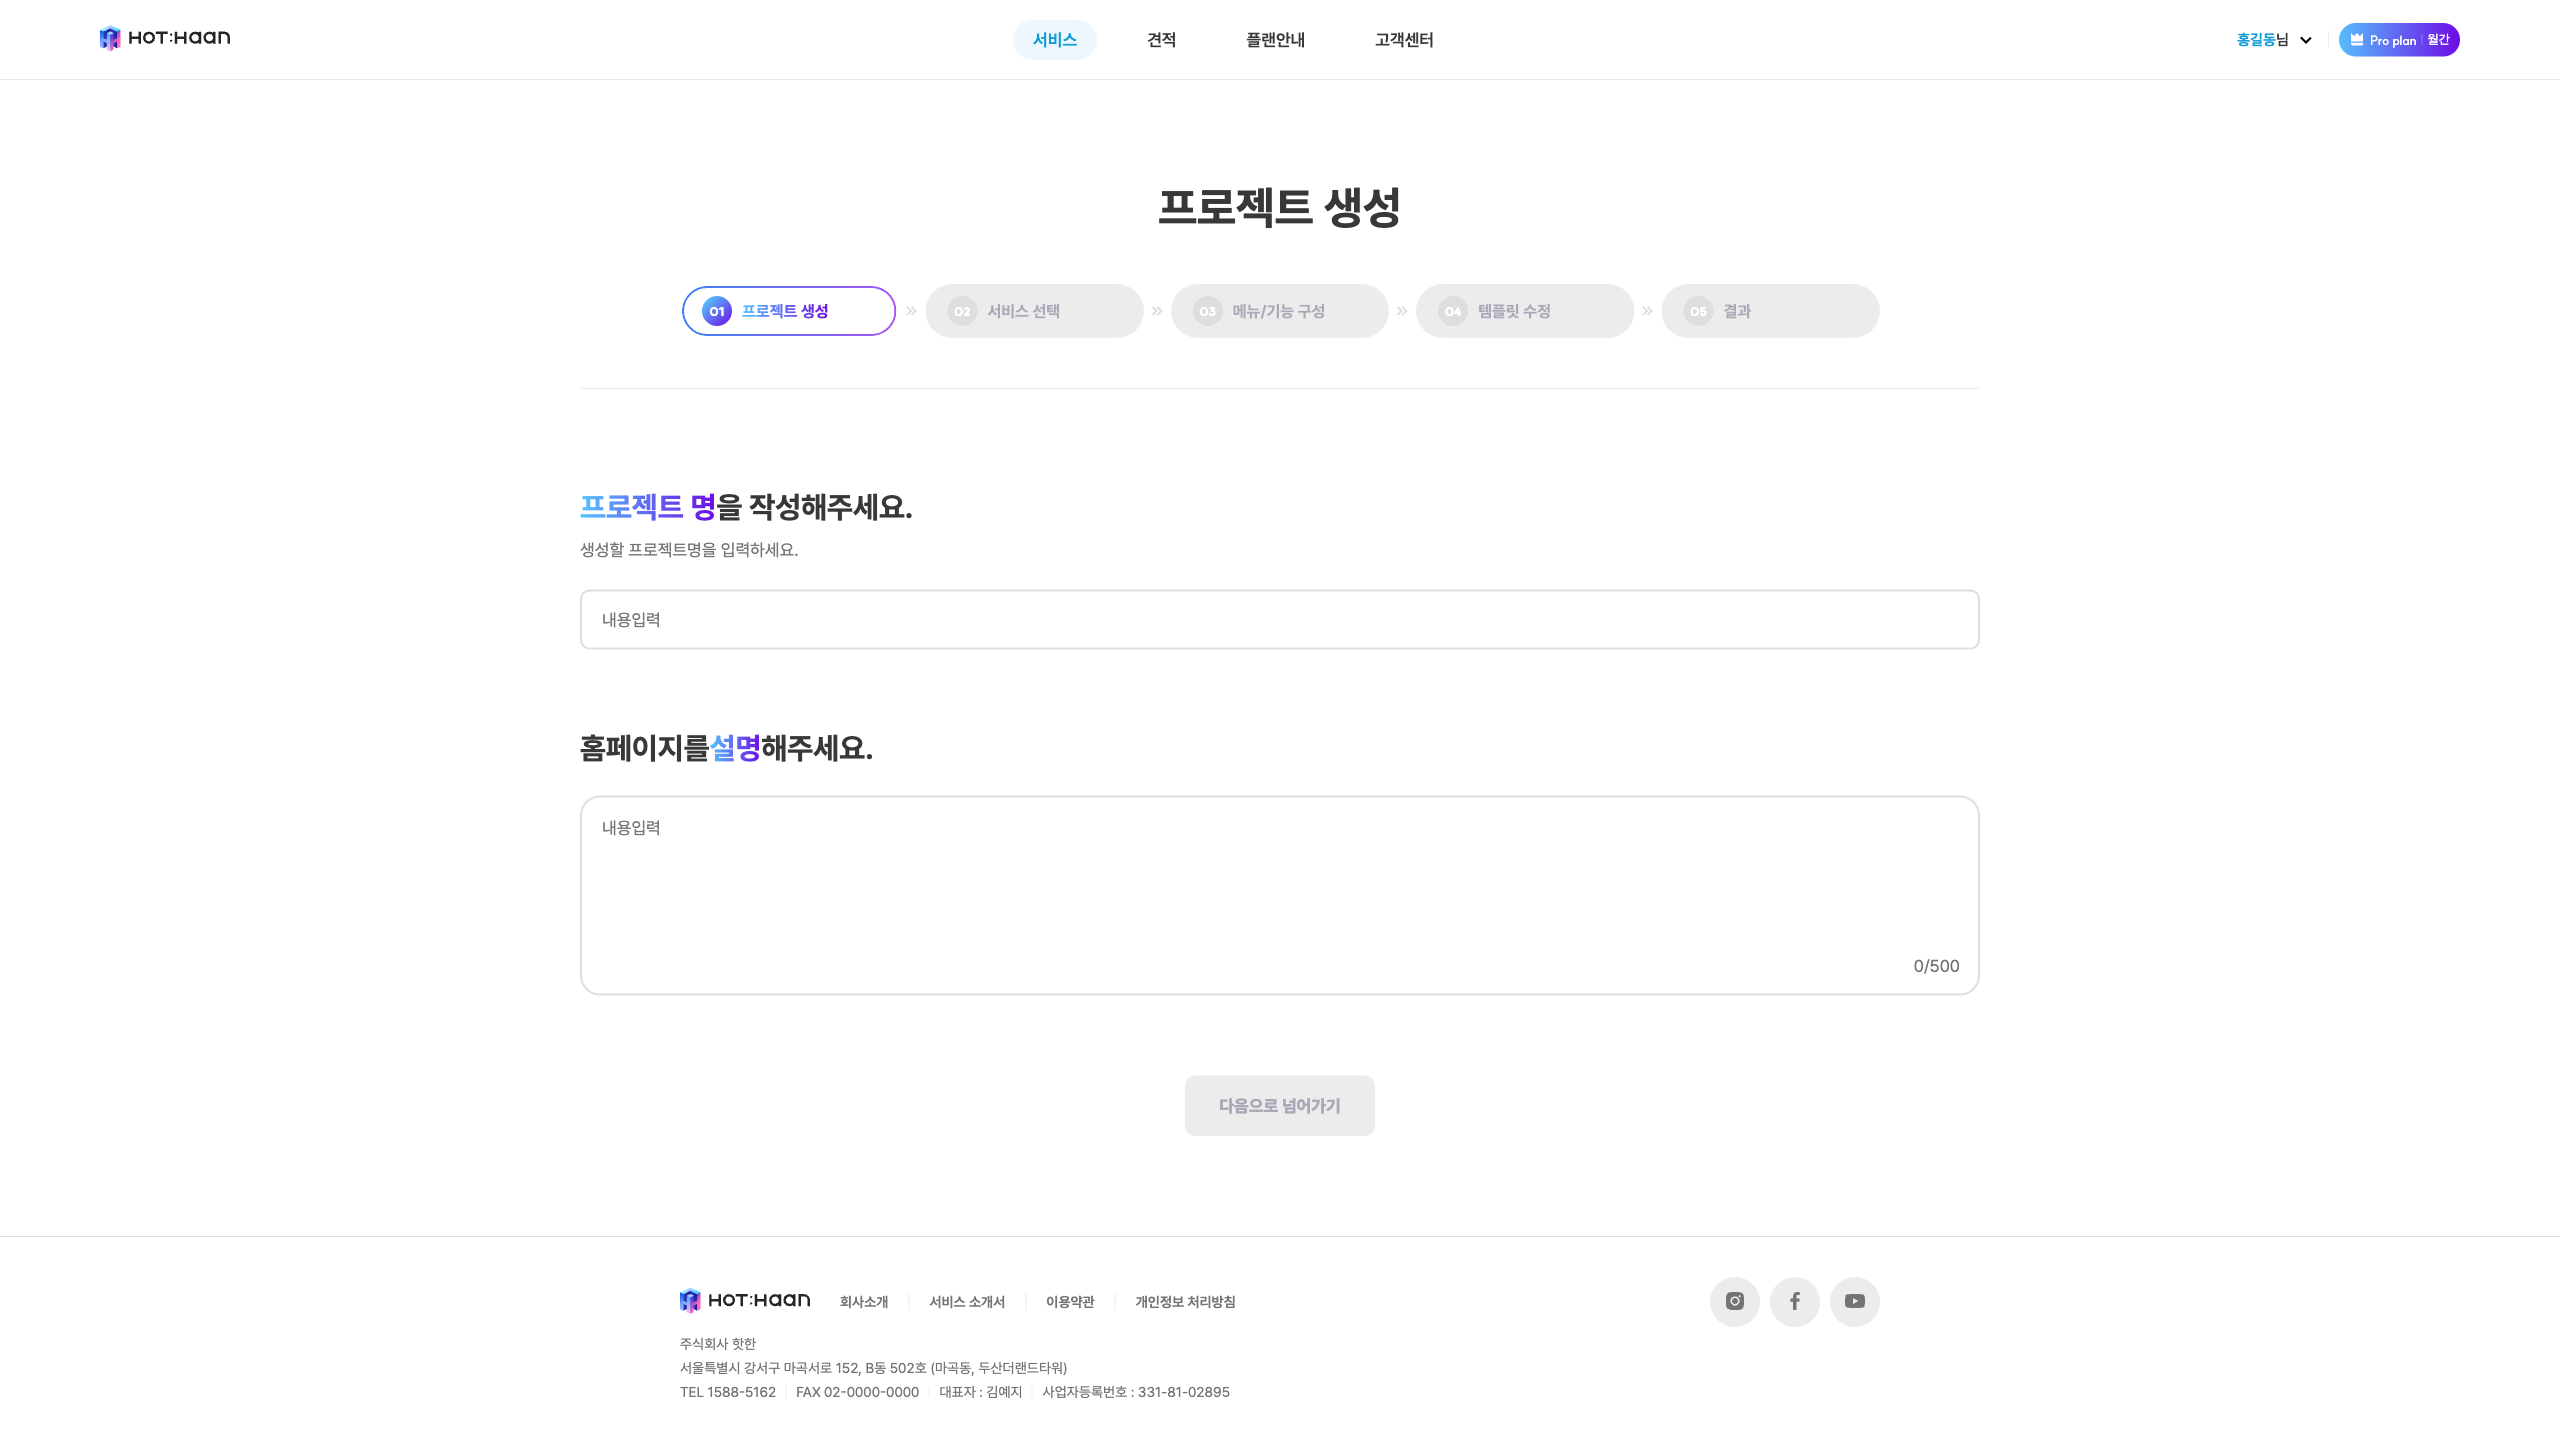 HOT:Haan
서비스 견적 플랜안내 고객센터
홍길동님 Pro plan 월간
프로젝트 생성
01 프로젝트 생성 02 서비스 선택 03 메뉴/기능 구성 04 템플릿 수정 05 결과
프로젝트 명을 작성해주세요.
생성할 프로젝트명을 입력하세요.
내용입력
홈페이지를설명해주세요.
내용입력
0/500
다음으로 넘어가기
HOT:Haan 회사소개 서비스 소개서 이용약관 개인정보 처리방침
주식회사 핫한
서울특별시 강서구 마곡서로 152, B동 502호 (마곡동, 두산더랜드타워)
TEL 1588-5162 FAX 02-0000-0000 대표자 : 김예지 사업자등록번호 : 331-81-02895